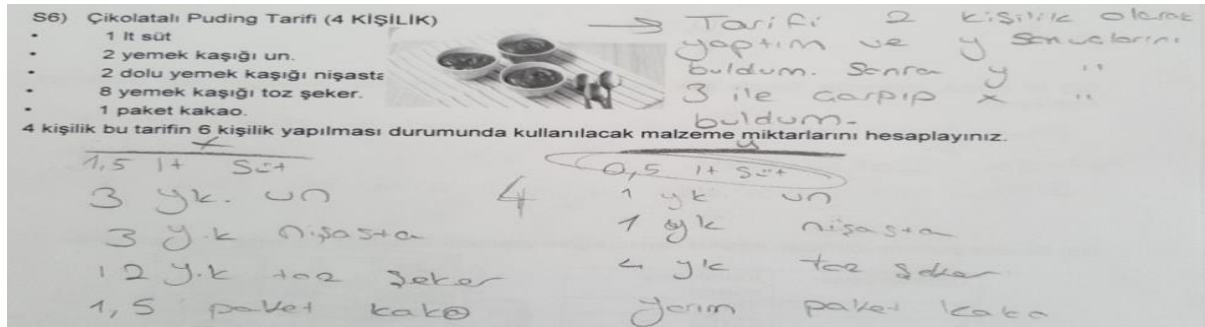 S6) Çikolatalı Puding Tarifi (4 KİŞİLİK)
• 1 lt süt
• 2 yemek kaşığı un.
• 2 dolu yemek kaşığı nişasta
• 8 yemek kaşığı toz şeker.
• 1 paket kakao.
→ Tarifi 2 kişilik olarak
yaptım ve y sonuçlarını
buldum. Sonra y "
3 ile çarpıp x "
buldum.
4 kişilik bu tarifin 6 kişilik yapılması durumunda kullanılacak malzeme miktarlarını hesaplayınız.
x
1,5 lt süt
3 yk. un
3 y.k nişasta
12 y.k toz şeker
1,5 paket kako
4
y
0,5 lt süt
1 yk un
1 yk nişasta
4 yk toz şeker
yarım paket kako